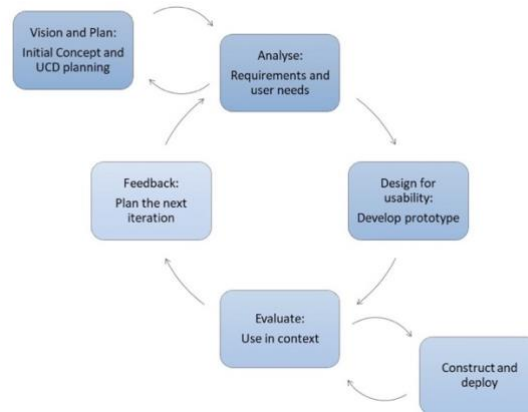 Vision and Plan:
Initial Concept and
UCD planning
Analyse:
Requirements and
user needs
Feedback:
Plan the next
iteration
Design for
usability:
Develop prototype
Evaluate:
Use in context
Construct and
deploy